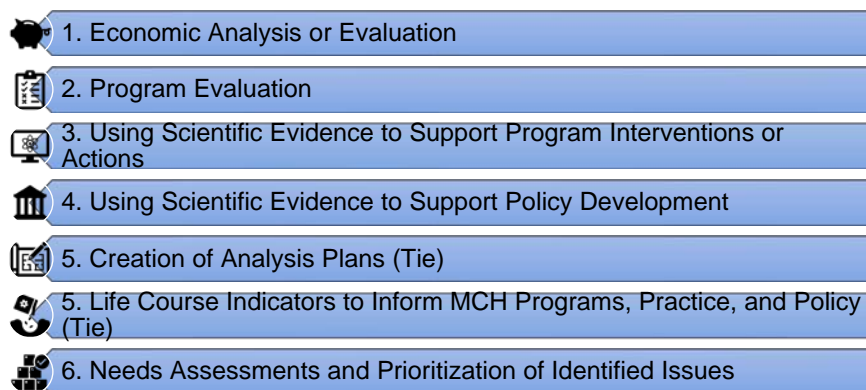 1. Economic Analysis or Evaluation
2. Program Evaluation
3. Using Scientific Evidence to Support Program Interventions or
Actions
4. Using Scientific Evidence to Support Policy Development
5. Creation of Analysis Plans (Tie)
5. Life Course Indicators to Inform MCH Programs, Practice, and Policy
(Tie)
6. Needs Assessments and Prioritization of Identified Issues